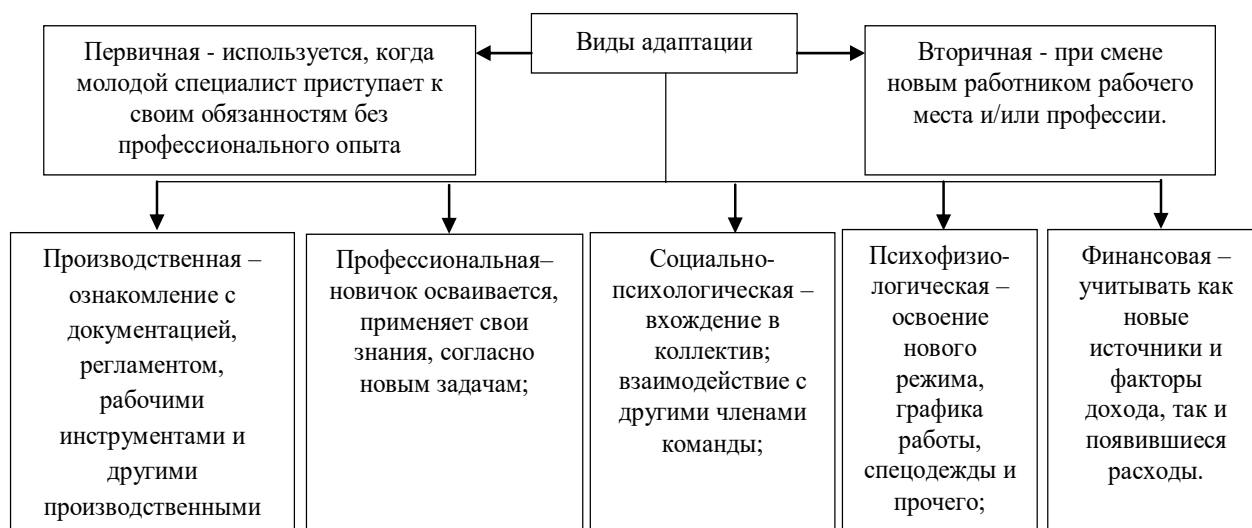 Виды адаптации
Первичная - используется, когда
молодой специалист приступает к
своим обязанностям без
профессионального опыта
Вторичная - при смене
новым работником рабочего
места и/или профессии.
Производственная –
ознакомление с
документацией,
регламентом,
рабочими
инструментами и
другими
производственными
Профессиональная–
новичок осваивается,
применяет свои
знания, согласно
новым задачам;
Социально-
психологическая –
вхождение в
коллектив;
взаимодействие с
другими членами
команды;
Психофизио-
логическая –
освоение
нового
режима,
графика
работы,
спецодежды и
прочего;
Финансовая –
учитывать как
новые
источники и
факторы
дохода, так и
появившиеся
расходы.